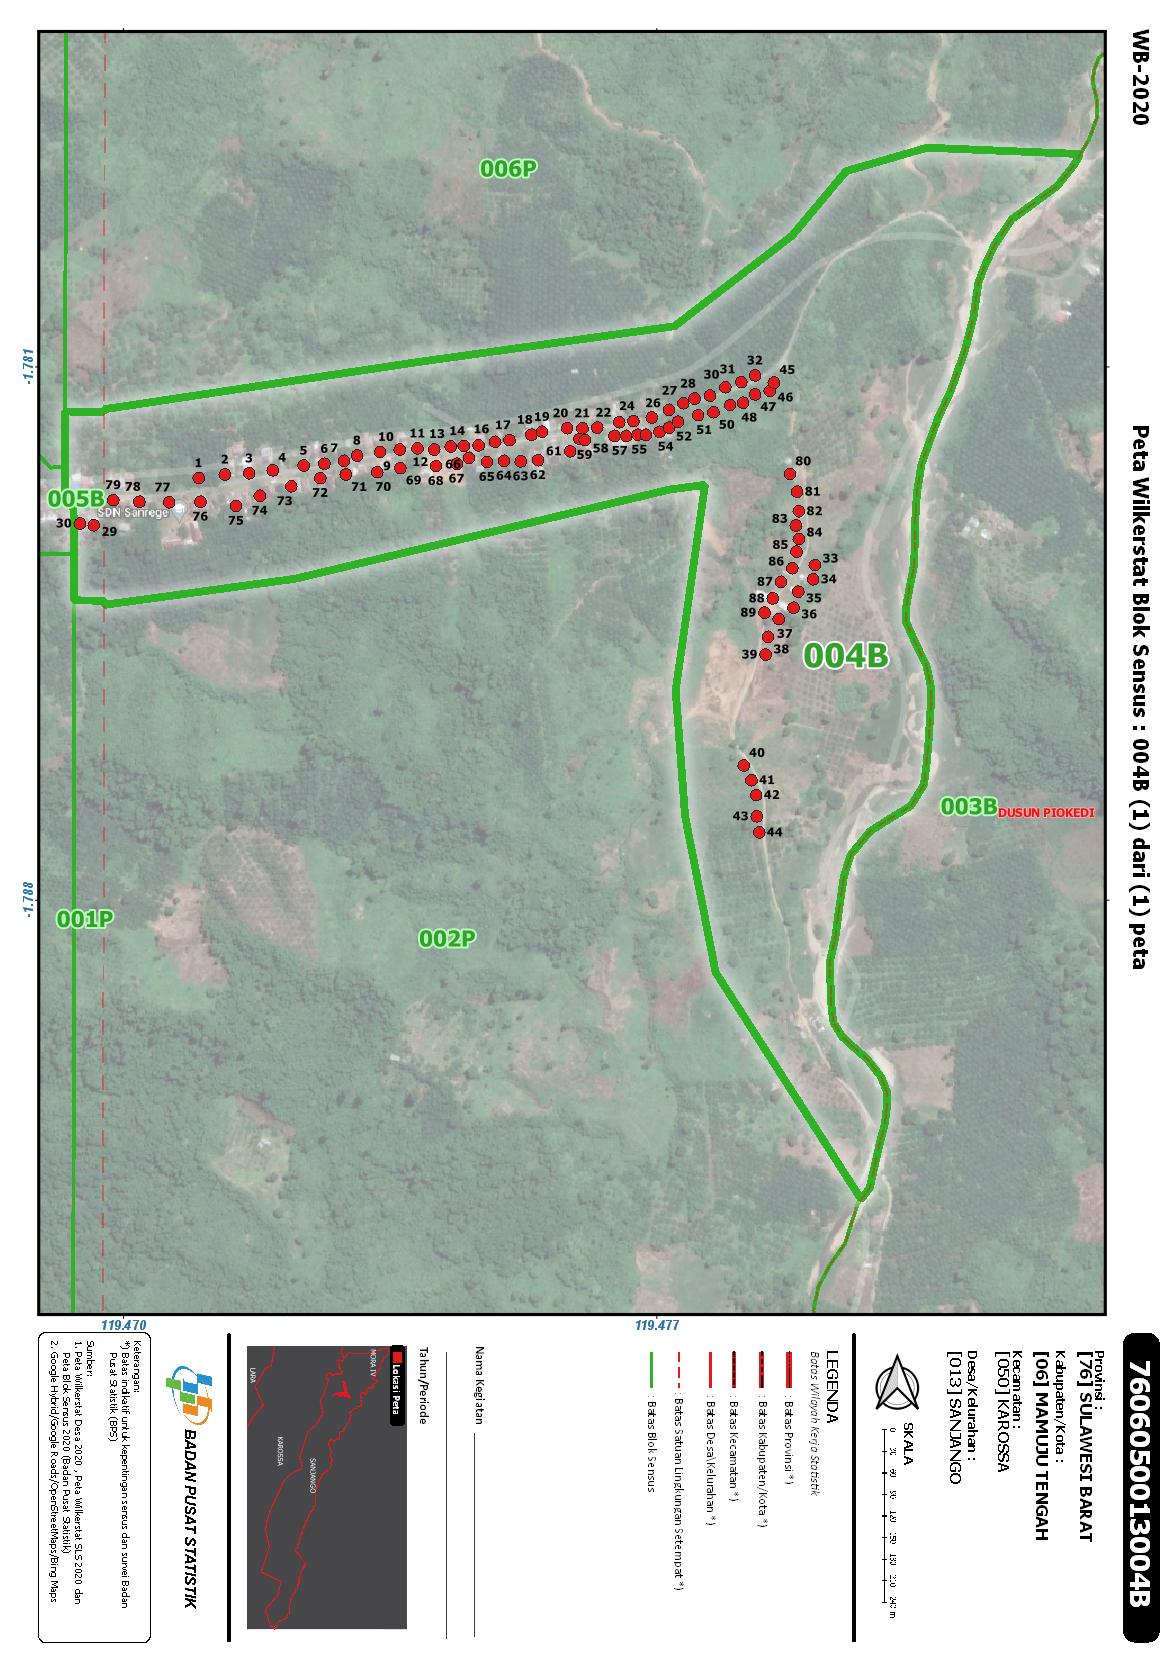 WB-2020
Peta Wilkerstat Blok Sensus : 004B (1) dari (1) peta
006P
32
45
30
31
46
28
47
27
48
26
50
24
51
22
52
21
54
20
55
19
57
18
58
17
59
16
61
14
62
13
63
11
64
10
65
8
66
7
67
6
68
5
12
69
4
9
70
3
71
2
72
1
73
74
75
76
77
78
79
005B
SDN Sanrege
30
29
80
81
82
83
84
85
86
33
87
34
88
35
89
36
37
38
39
004B
40
41
42
43
44
003B
DUSUN PIOKEDI
001P
002P
-1.781
-1.788
119.470
119.477
7606050013004B
Provinsi :
[76] SULAWESI BARAT
Kabupaten/Kota :
[06] MAMUJU TENGAH
Kecamatan :
[050] KAROSSA
Desa/Kelurahan :
[013] SANJANGO
SKALA
0 30 60 90 120 150 180 210 240 m
LEGENDA
Batas Wilayah Kerja Statistik
: Batas Provinsi *)
: Batas Kabupaten/Kota *)
: Batas Kecamatan *)
: Batas Desa\Kelurahan *)
: Batas Satuan Lingkungan Setempat *)
: Batas Blok Sensus
Nama Kegiatan
Tahun/Periode
Lokasi Peta
MORA IV
LARA
KAROSSA
SANJANGO
BADAN PUSAT STATISTIK
Keterangan:
*) Batas indikatif untuk kepentingan sensus dan survei Badan
Pusat Statistik (BPS)
Sumber:
1. Peta Wilkerstat Desa 2020 , Peta Wilkerstat SLS 2020 dan
Peta Blok Sensus 2020 (Badan Pusat Statistik)
2. Google Hybrid/Google Roads/OpenStreetMaps/Bing Maps